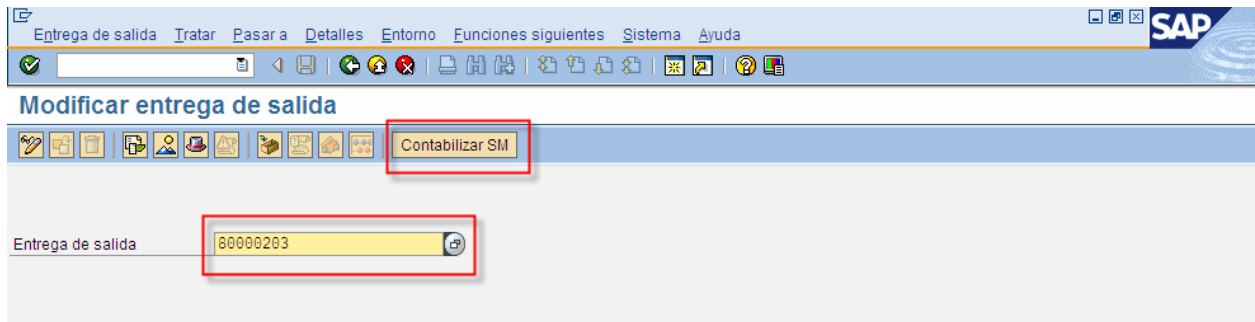 SAP
Entrega de salida Tratar Pasar a Detalles Entorno Funciones siguientes Sistema Ayuda
Modificar entrega de salida
Contabilizar SM
Entrega de salida 80000203